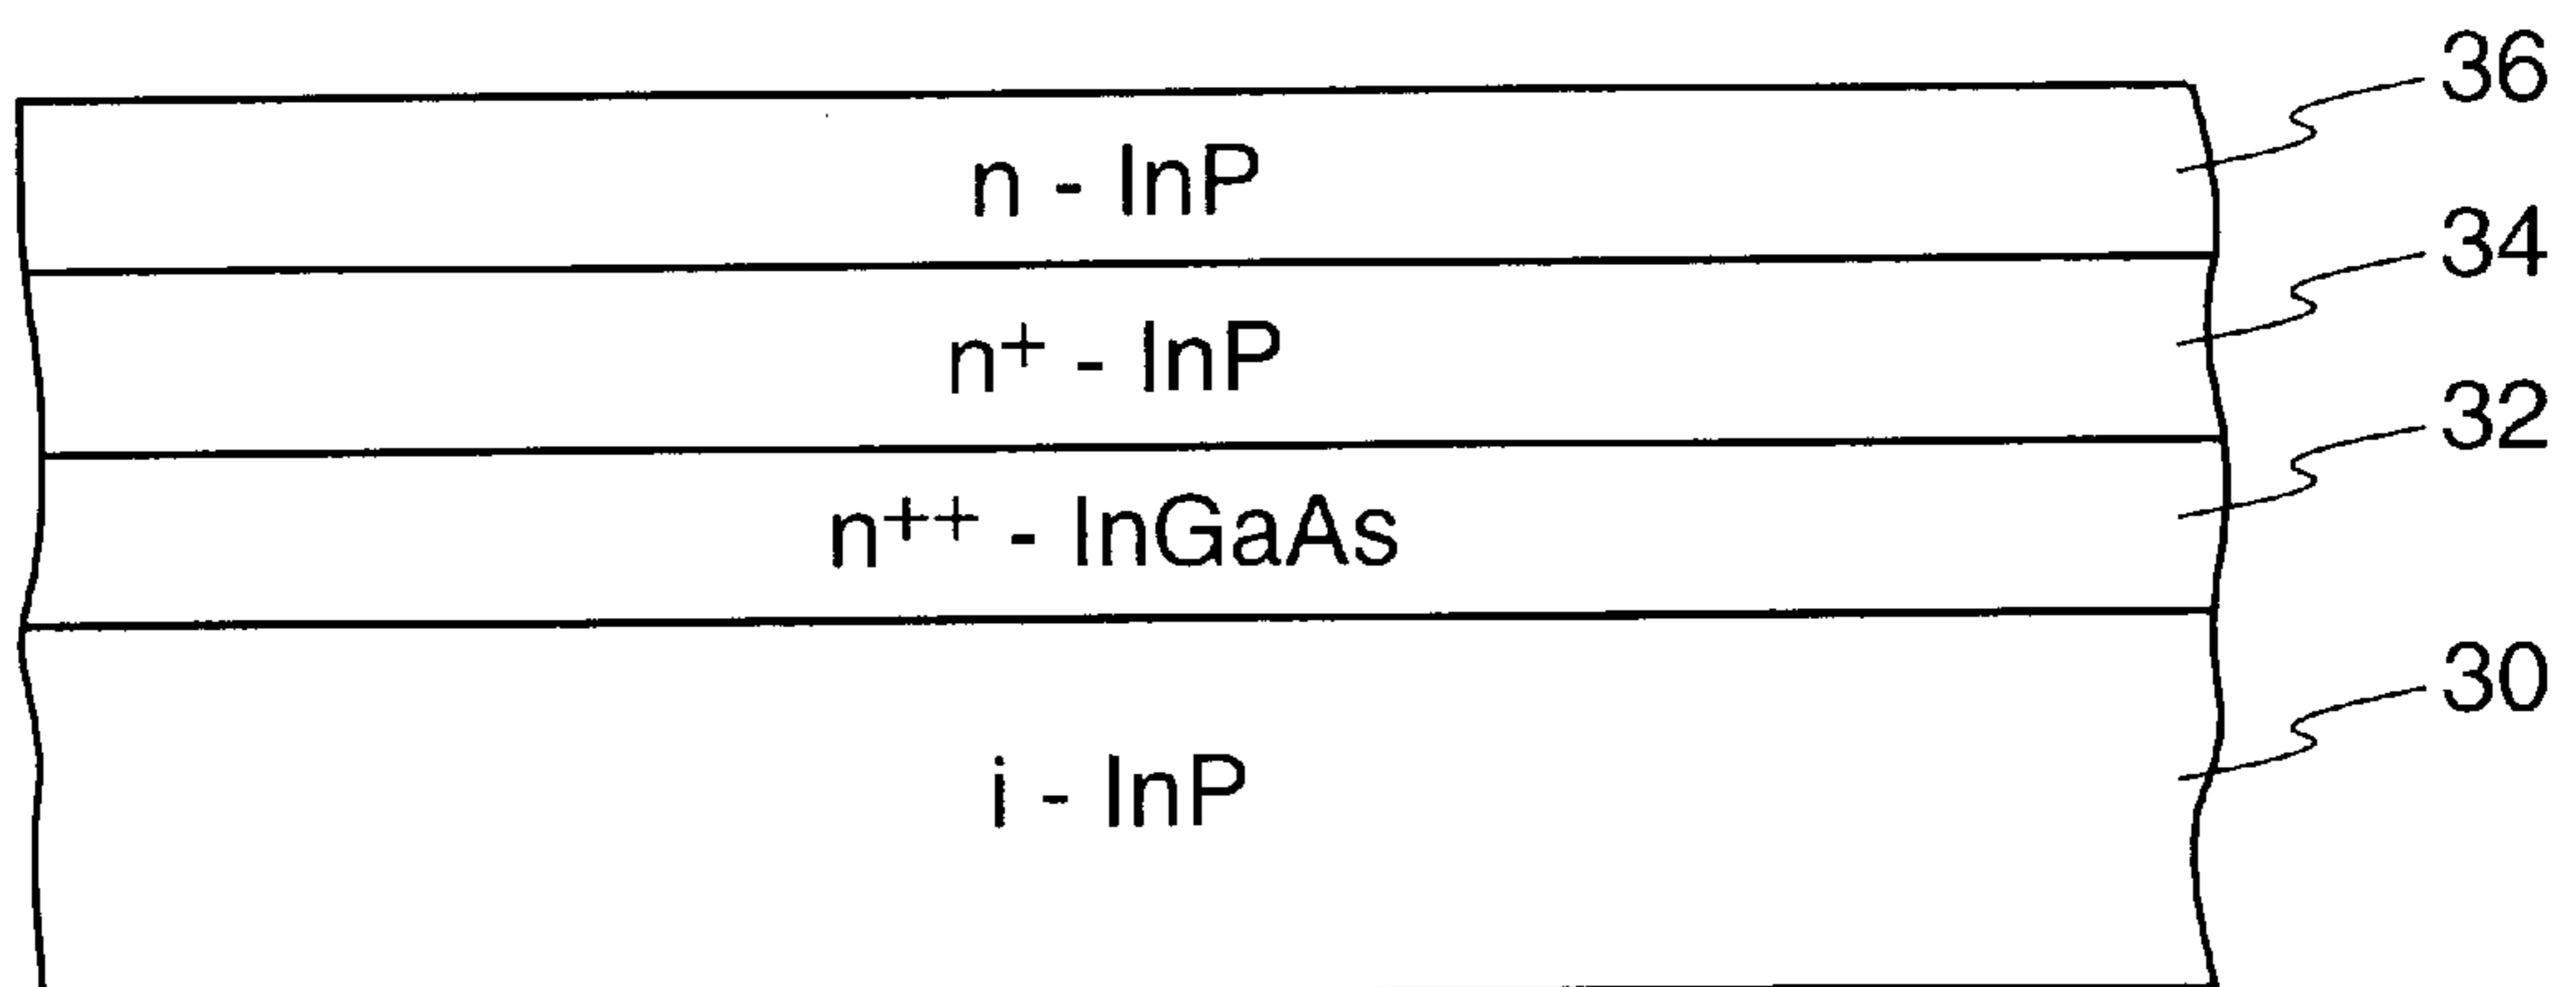 36
n - InP
34
n⁺ - InP
32
n⁺⁺ - InGaAs
30
i - InP